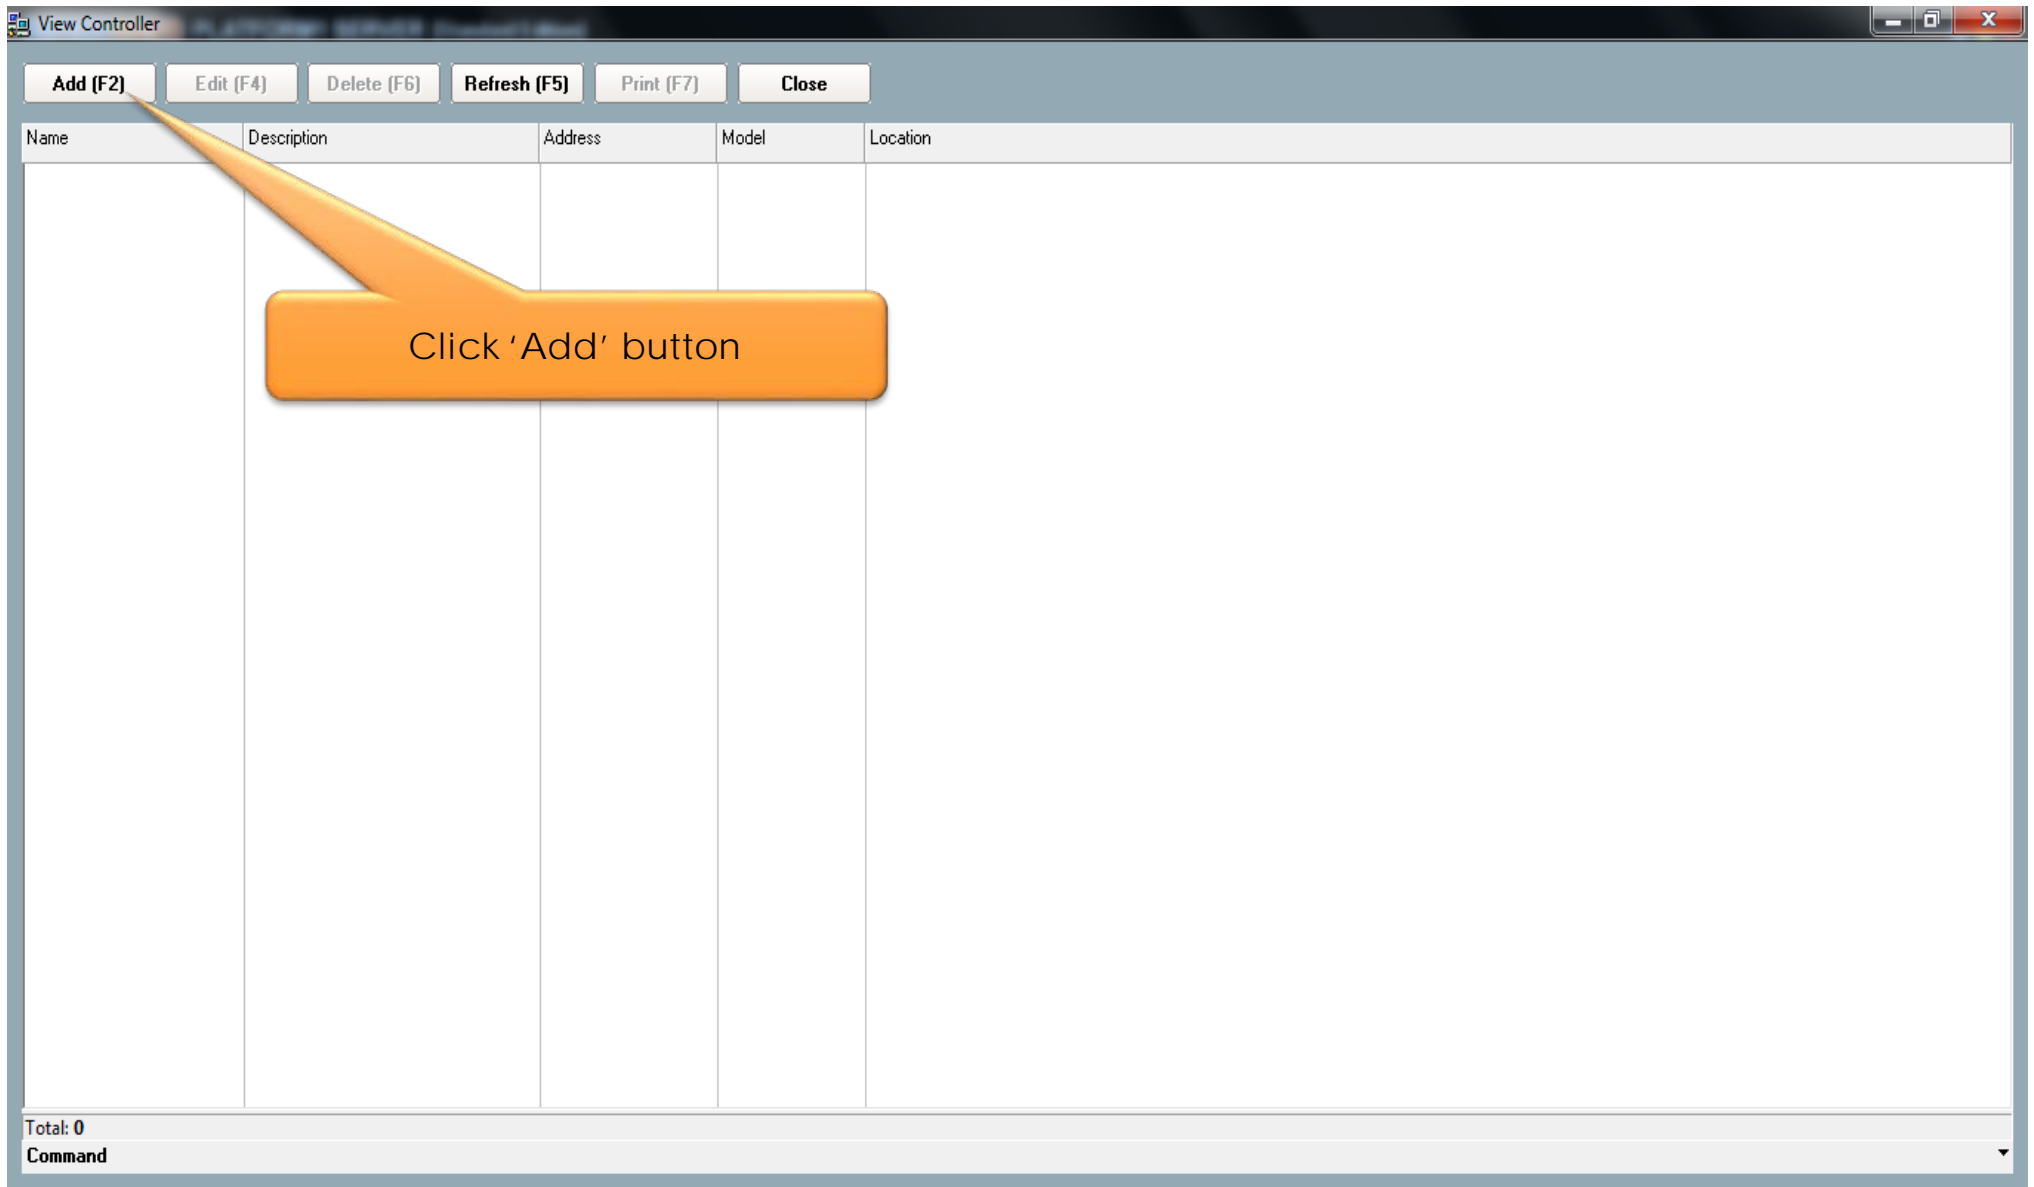 View Controller
Add (F2) Edit (F4) Delete (F6) Refresh (F5) Print (F7) Close
Name Description Address Model Location
Click ‘Add’ button
Total: 0
Command